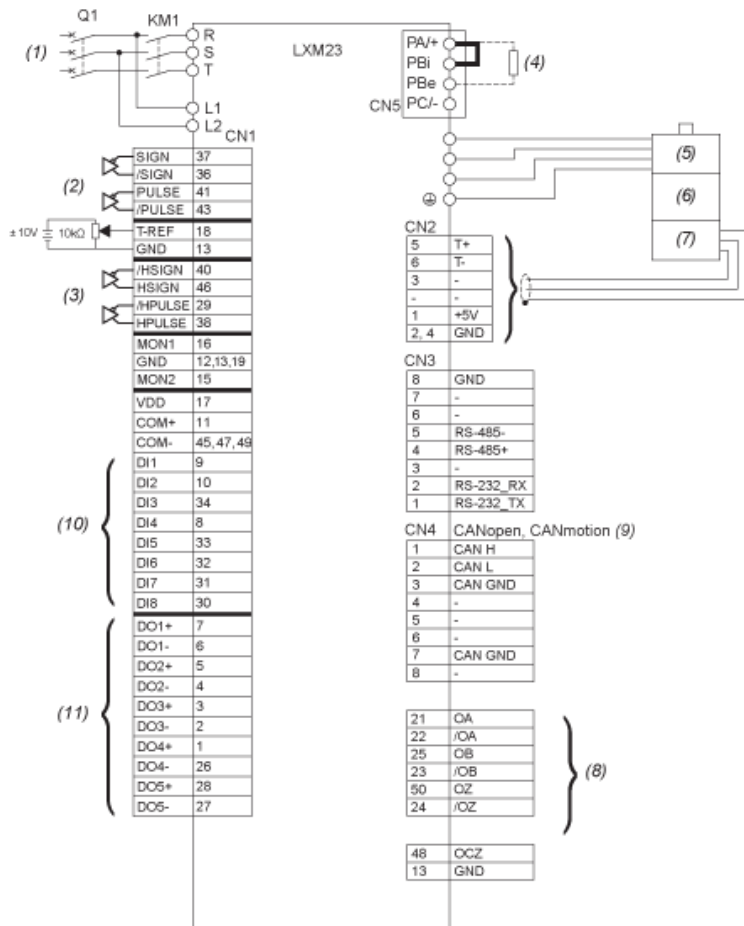 Q1
KM1
(1)
R
S
T
L1
L2
LXM23
PA/+
PBi
PBe
CN5 PC/-
(4)
CN1
SIGN 37
/SIGN 36
(2)
PULSE 41
/PULSE 43
± 10V 10kΩ
T-REF 18
GND 13
/HSIGN 40
HSIGN 46
(3)
/HPULSE 29
HPULSE 38
MON1 16
GND 12,13,19
MON2 15
VDD 17
COM+ 11
COM- 45,47,49
DI1 9
DI2 10
DI3 34
(10)
DI4 8
DI5 33
DI6 32
DI7 31
DI8 30
DO1+ 7
DO1- 6
DO2+ 5
DO2- 4
(11)
DO3+ 3
DO3- 2
DO4+ 1
DO4- 26
DO5+ 28
DO5- 27
(5)
(6)
(7)
CN2
5 T+
6 T-
3 -
- -
1 +5V
2, 4 GND
CN3
8 GND
7 -
6 -
5 RS-485-
4 RS-485+
3 -
2 RS-232_RX
1 RS-232_TX
CN4 CANopen, CANmotion (9)
1 CAN H
2 CAN L
3 CAN GND
4 -
5 -
6 -
7 CAN GND
8 -
21 OA
22 /OA
25 OB
23 /OB
50 OZ
24 /OZ
(8)
48 OCZ
13 GND